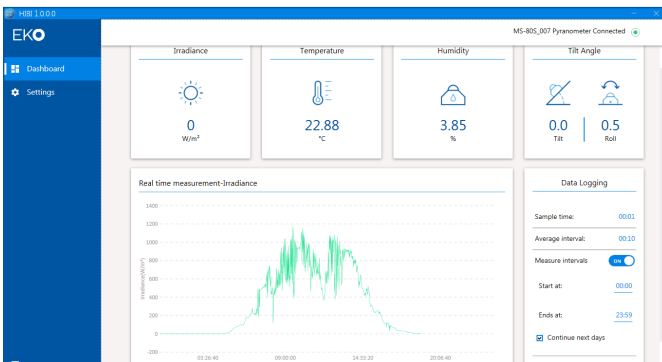 HIBI 1.0.0.0
EKO
MS-80S_007 Pyranometer Connected
Dashboard
Settings
Irradiance
0
W/m²
Temperature
22.88
°C
Humidity
3.85
%
Tilt Angle
0.0
Tilt
0.5
Roll
Real time measurement-Irradiance
Irradiance(W/m²)
1400
1200
1000
800
600
400
200
0
-200
03:26:40
09:00:00
14:33:20
20:06:40
Data Logging
Sample time: 00:01
Average interval: 00:10
Measure intervals ON
Start at: 00:00
Ends at: 23:59
Continue next days